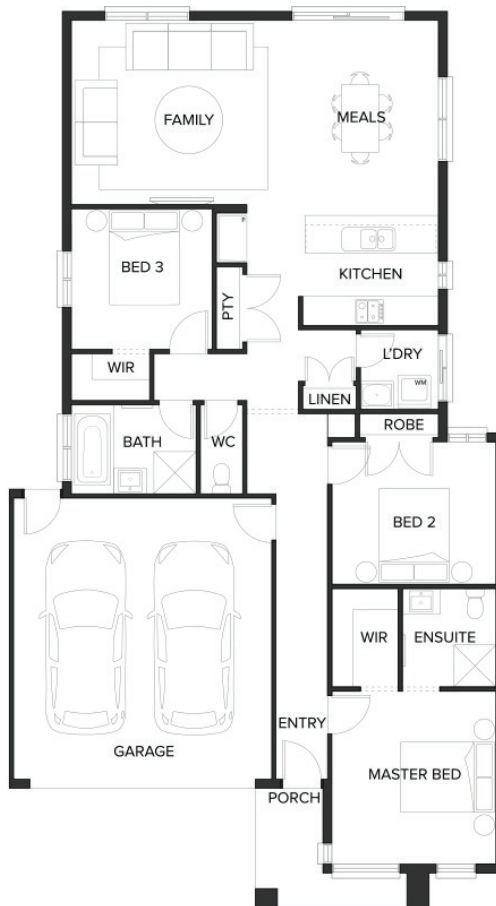 FAMILY
MEALS
BED 3
KITCHEN
PTY
WIR
L'DRY
WM
LINEN
BATH
WC
ROBE
BED 2
WIR
ENSUITE
ENTRY
GARAGE
MASTER BED
PORCH